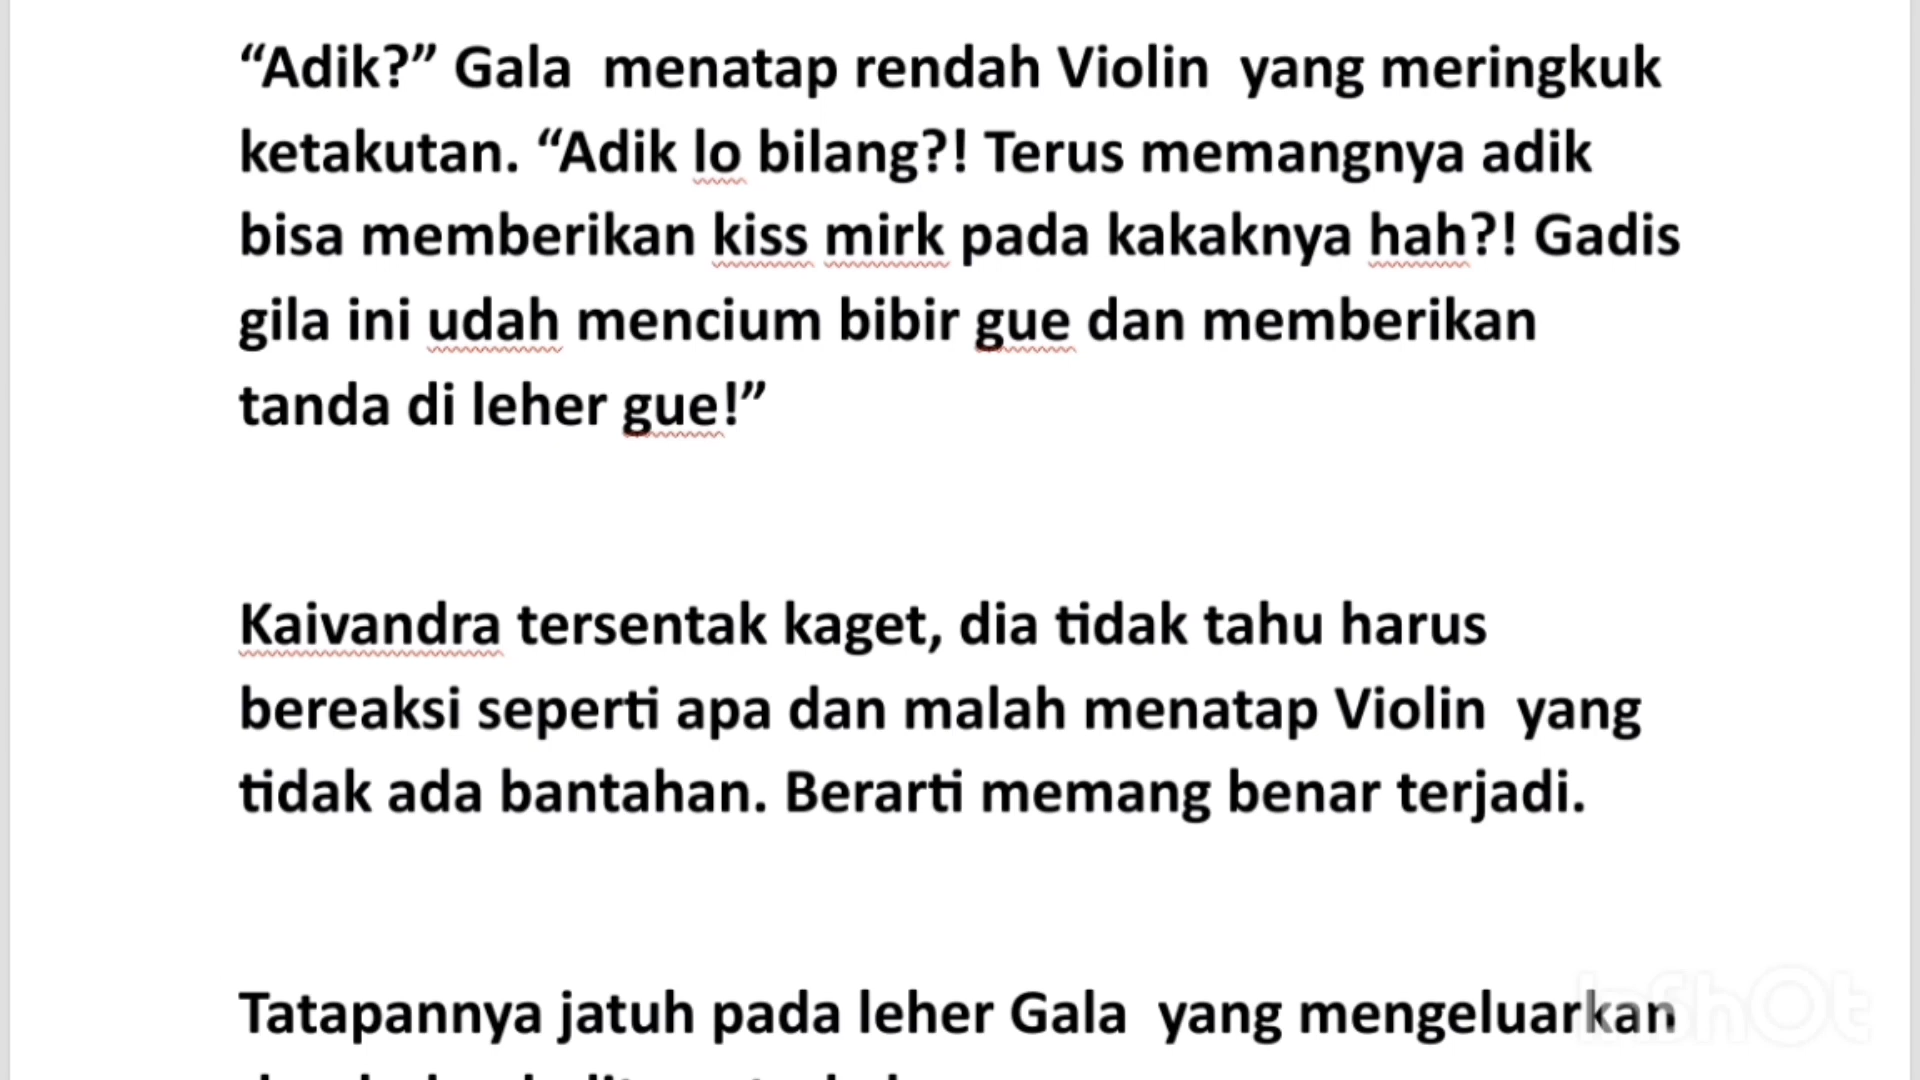 “Adik?” Gala  menatap rendah Violin  yang meringkuk
ketakutan. “Adik lo bilang?! Terus memangnya adik
bisa memberikan kiss mirk pada kakaknya hah?! Gadis
gila ini udah mencium bibir gue dan memberikan
tanda di leher gue!”
Kaivandra tersentak kaget, dia tidak tahu harus
bereaksi seperti apa dan malah menatap Violin  yang
tidak ada bantahan. Berarti memang benar terjadi.
Tatapannya jatuh pada leher Gala  yang mengeluarkan
InShOt